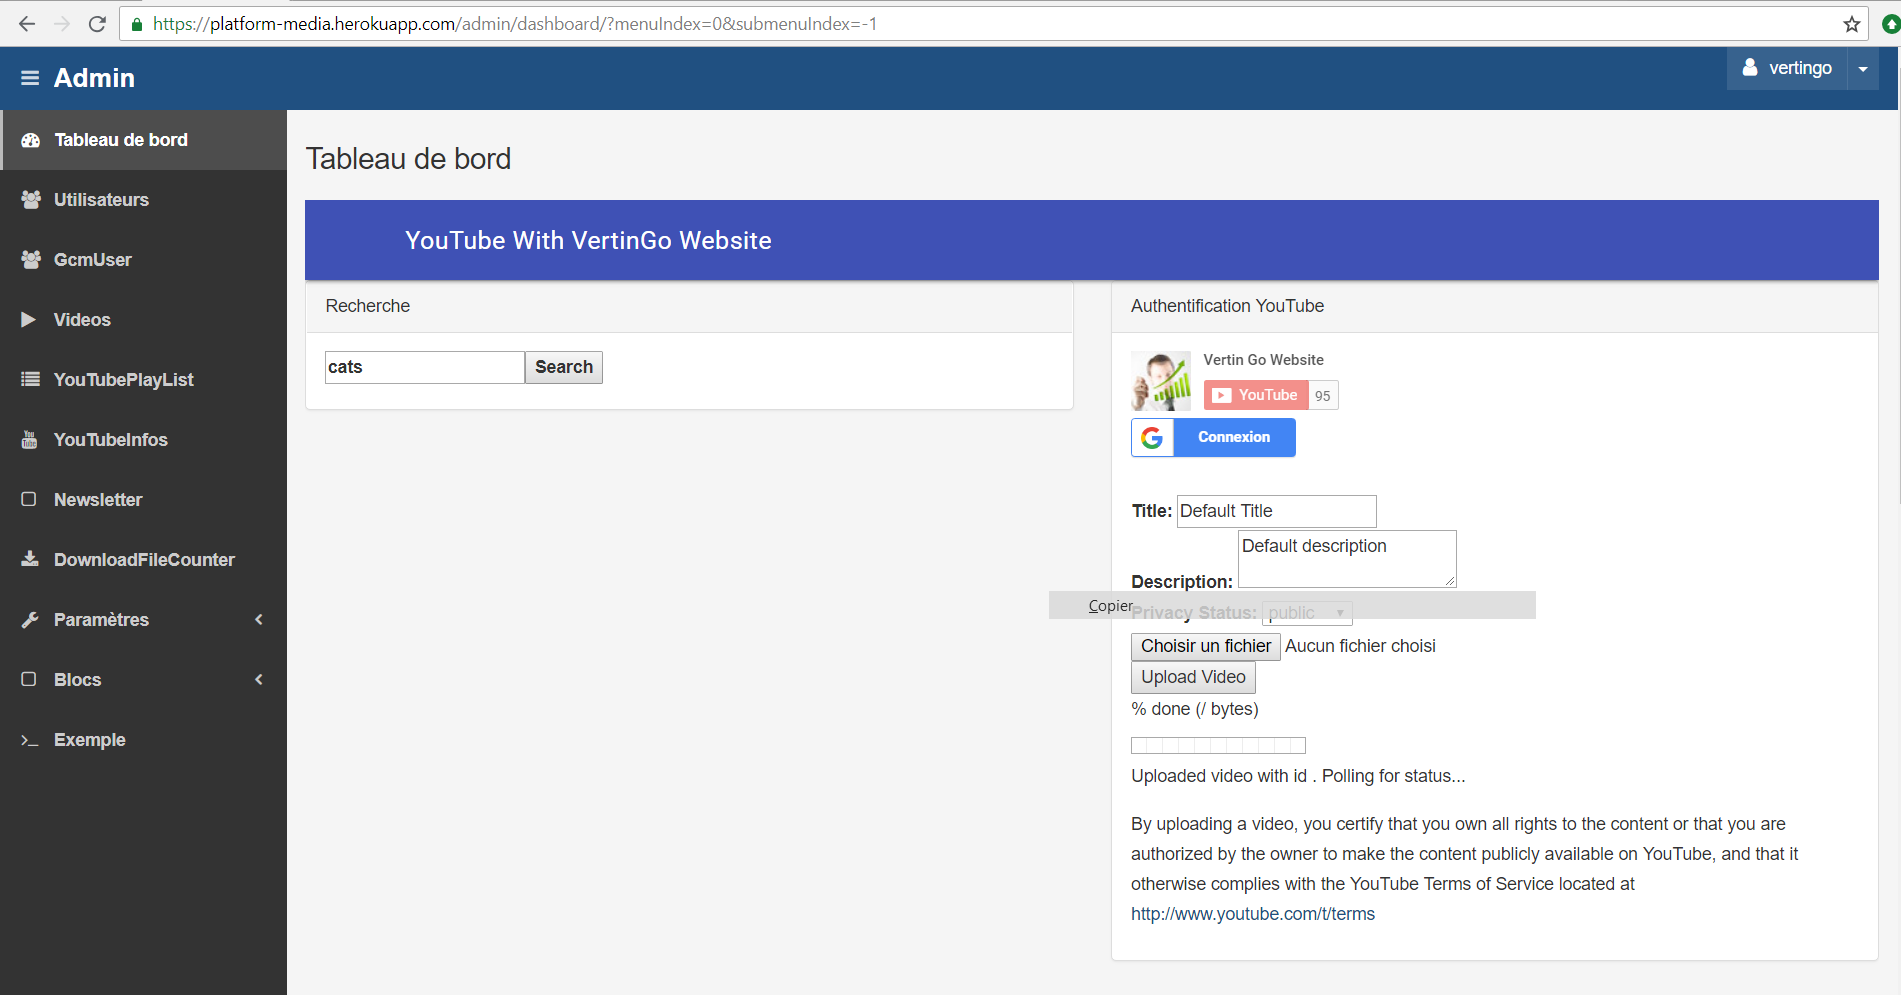 https://platform-media.herokuapp.com/admin/dashboard/?menuIndex=0&submenuIndex=-1
Admin
vertingo
Tableau de bord
Utilisateurs
GcmUser
Videos
YouTubePlayList
YouTubeInfos
Newsletter
DownloadFileCounter
Paramètres
Blocs
Exemple
Tableau de bord
YouTube With VertinGo Website
Recherche
cats Search
Authentification YouTube
Vertin Go Website
YouTube 95
Connexion
Title: Default Title
Description: Default description
Copier
Privacy Status: public
Choisir un fichier Aucun fichier choisi
Upload Video
% done (/ bytes)
Uploaded video with id . Polling for status...
By uploading a video, you certify that you own all rights to the content or that you are
authorized by the owner to make the content publicly available on YouTube, and that it
otherwise complies with the YouTube Terms of Service located at
http://www.youtube.com/t/terms